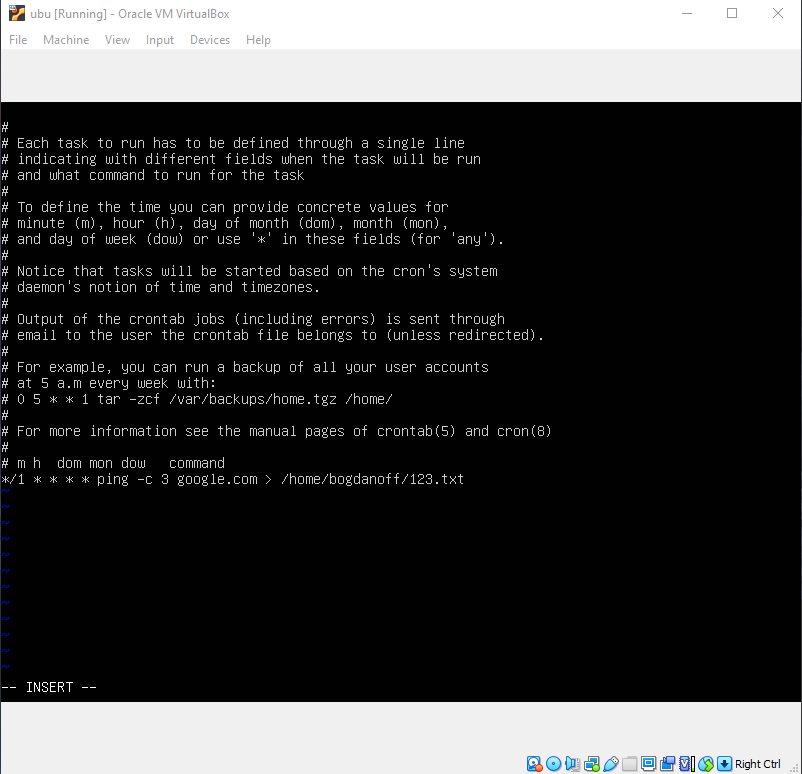 ubu [Running] - Oracle VM VirtualBox
File Machine View Input Devices Help
#
# Each task to run has to be defined through a single line
# indicating with different fields when the task will be run
# and what command to run for the task
#
# To define the time you can provide concrete values for
# minute (m), hour (h), day of month (dom), month (mon),
# and day of week (dow) or use '*' in these fields (for 'any').
#
# Notice that tasks will be started based on the cron's system
# daemon's notion of time and timezones.
#
# Output of the crontab jobs (including errors) is sent through
# email to the user the crontab file belongs to (unless redirected).
#
# For example, you can run a backup of all your user accounts
# at 5 a.m every week with:
# 0 5 * * 1 tar -zcf /var/backups/home.tgz /home/
#
# For more information see the manual pages of crontab(5) and cron(8)
#
# m h  dom mon dow   command
*/1 * * * * ping -c 3 google.com > /home/bogdanoff/123.txt
~
~
~
~
~
~
~
~
~
~
~
~
-- INSERT --
Right Ctrl